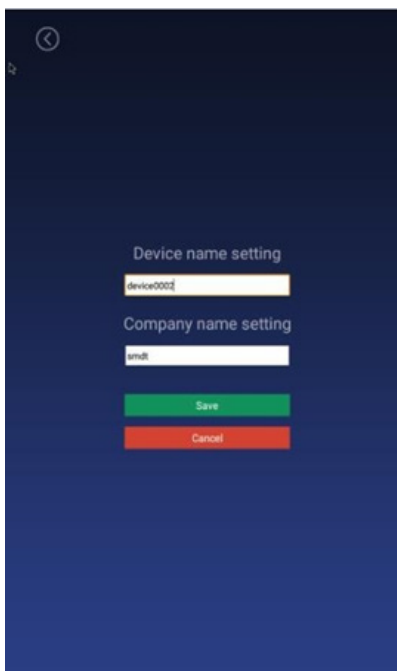 Device name setting
device0002
Company name setting
smdt
Save
Cancel